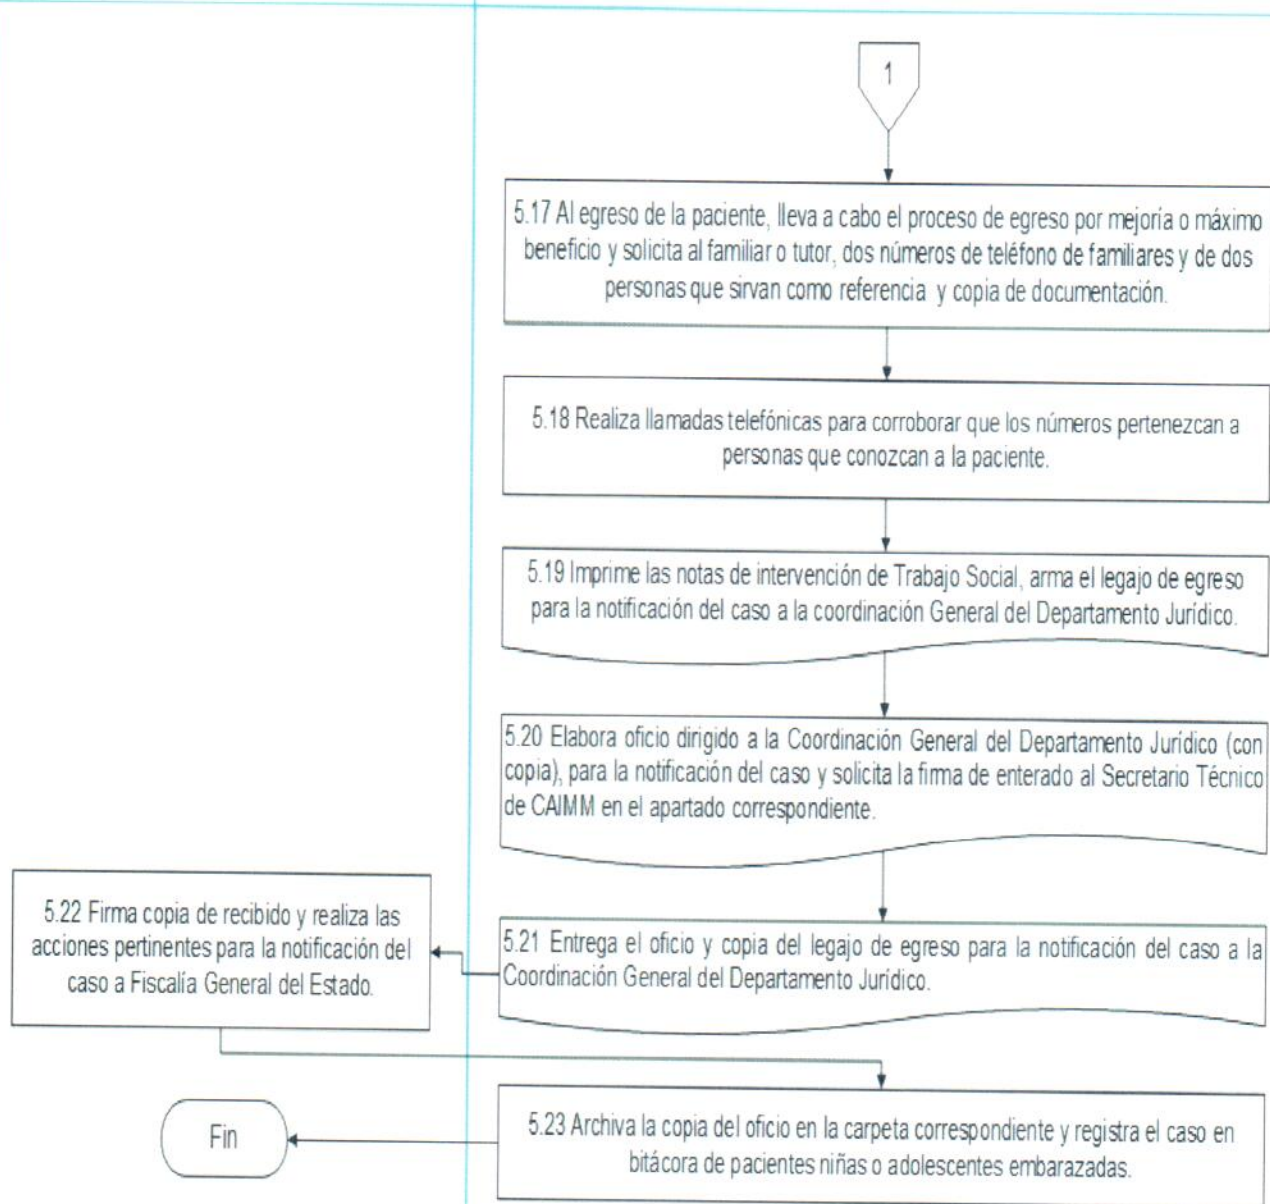 1
5.17 Al egreso de la paciente, lleva a cabo el proceso de egreso por mejoría o máximo
beneficio y solicita al familiar o tutor, dos números de teléfono de familiares y de dos
personas que sirvan como referencia y copia de documentación.
5.18 Realiza llamadas telefónicas para corroborar que los números pertenezcan a
personas que conozcan a la paciente.
5.19 Imprime las notas de intervención de Trabajo Social, arma el legajo de egreso
para la notificación del caso a la coordinación General del Departamento Jurídico.
5.20 Elabora oficio dirigido a la Coordinación General del Departamento Jurídico (con
copia), para la notificación del caso y solicita la firma de enterado al Secretario Técnico
de CAIMM en el apartado correspondiente.
5.21 Entrega el oficio y copia del legajo de egreso para la notificación del caso a la
Coordinación General del Departamento Jurídico.
5.22 Firma copia de recibido y realiza las
acciones pertinentes para la notificación del
caso a Fiscalía General del Estado.
5.23 Archiva la copia del oficio en la carpeta correspondiente y registra el caso en
bitácora de pacientes niñas o adolescentes embarazadas.
Fin